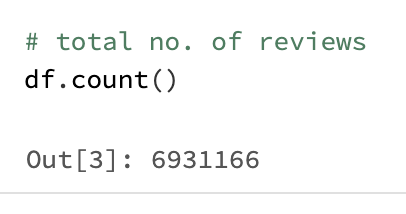 # total no. of reviews
df.count()
Out[3]: 6931166